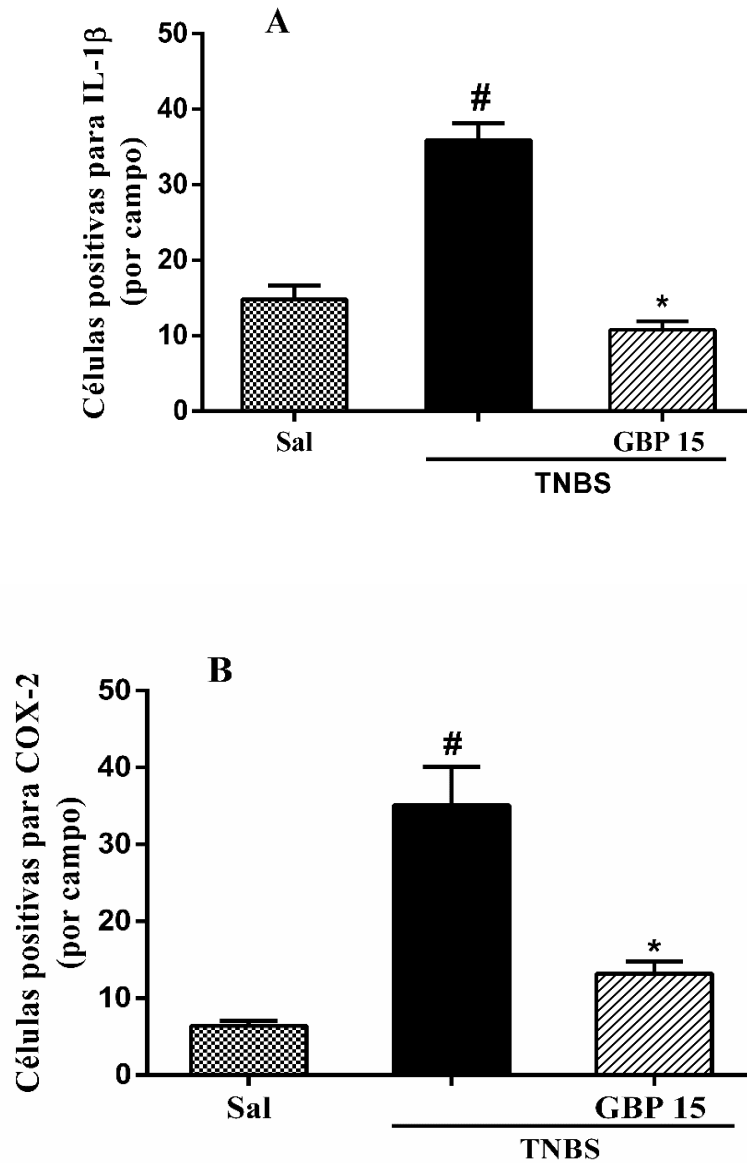 A
Células positivas para IL-1β
(por campo)
50
40
30
20
10
0
#
*
Sal
GBP 15
TNBS
B
Células positivas para COX-2
(por campo)
50
40
30
20
10
0
#
*
Sal
GBP 15
TNBS